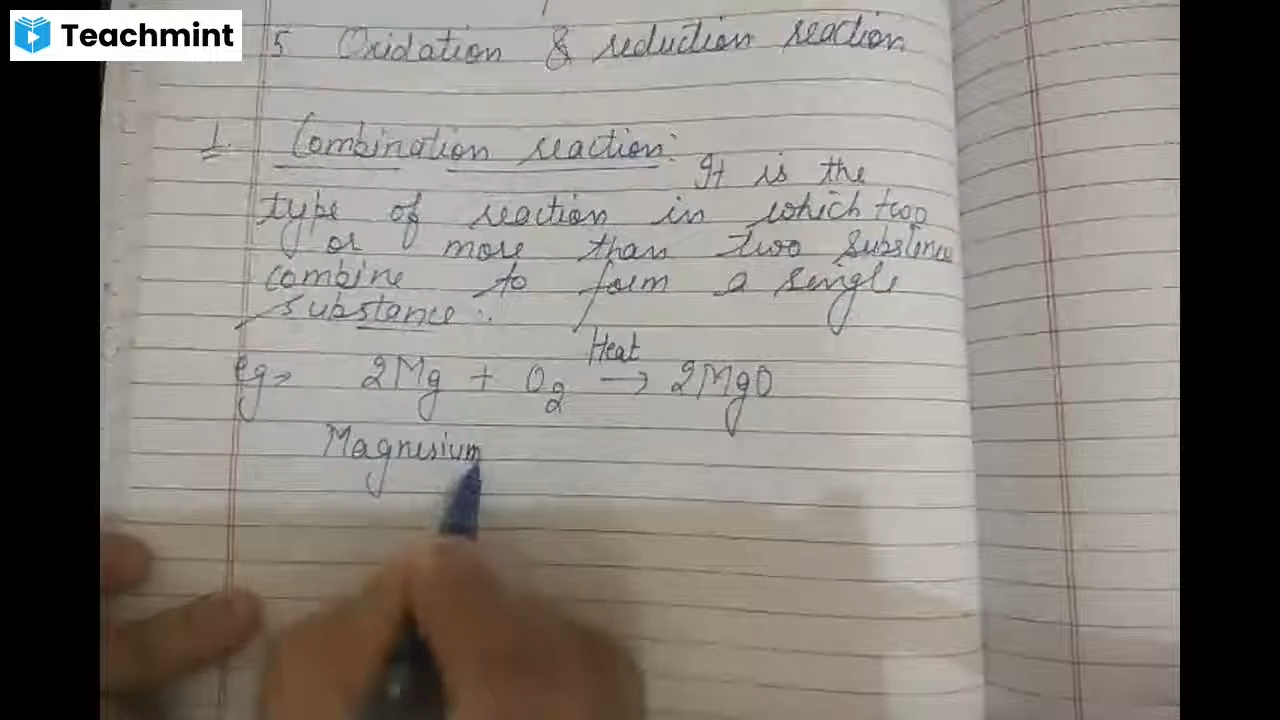 Teachmint
5 Oxidation & reduction reaction
1. Combination reaction: It is the
type of reaction in which two
or more than two substance
combine to form a single
substance.
eg⇒ 2Mg + O2 Heat → 2MgO
Magnesium